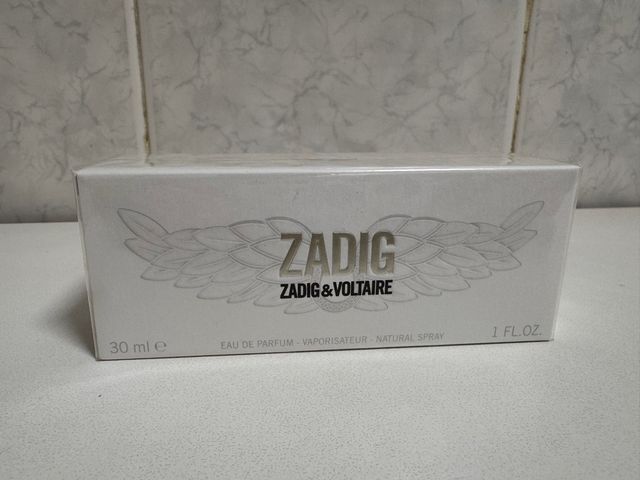 ZADIG
ZADIG&VOLTAIRE
30 ml ℮
EAU DE PARFUM - VAPORISATEUR - NATURAL SPRAY
1 FL.OZ.